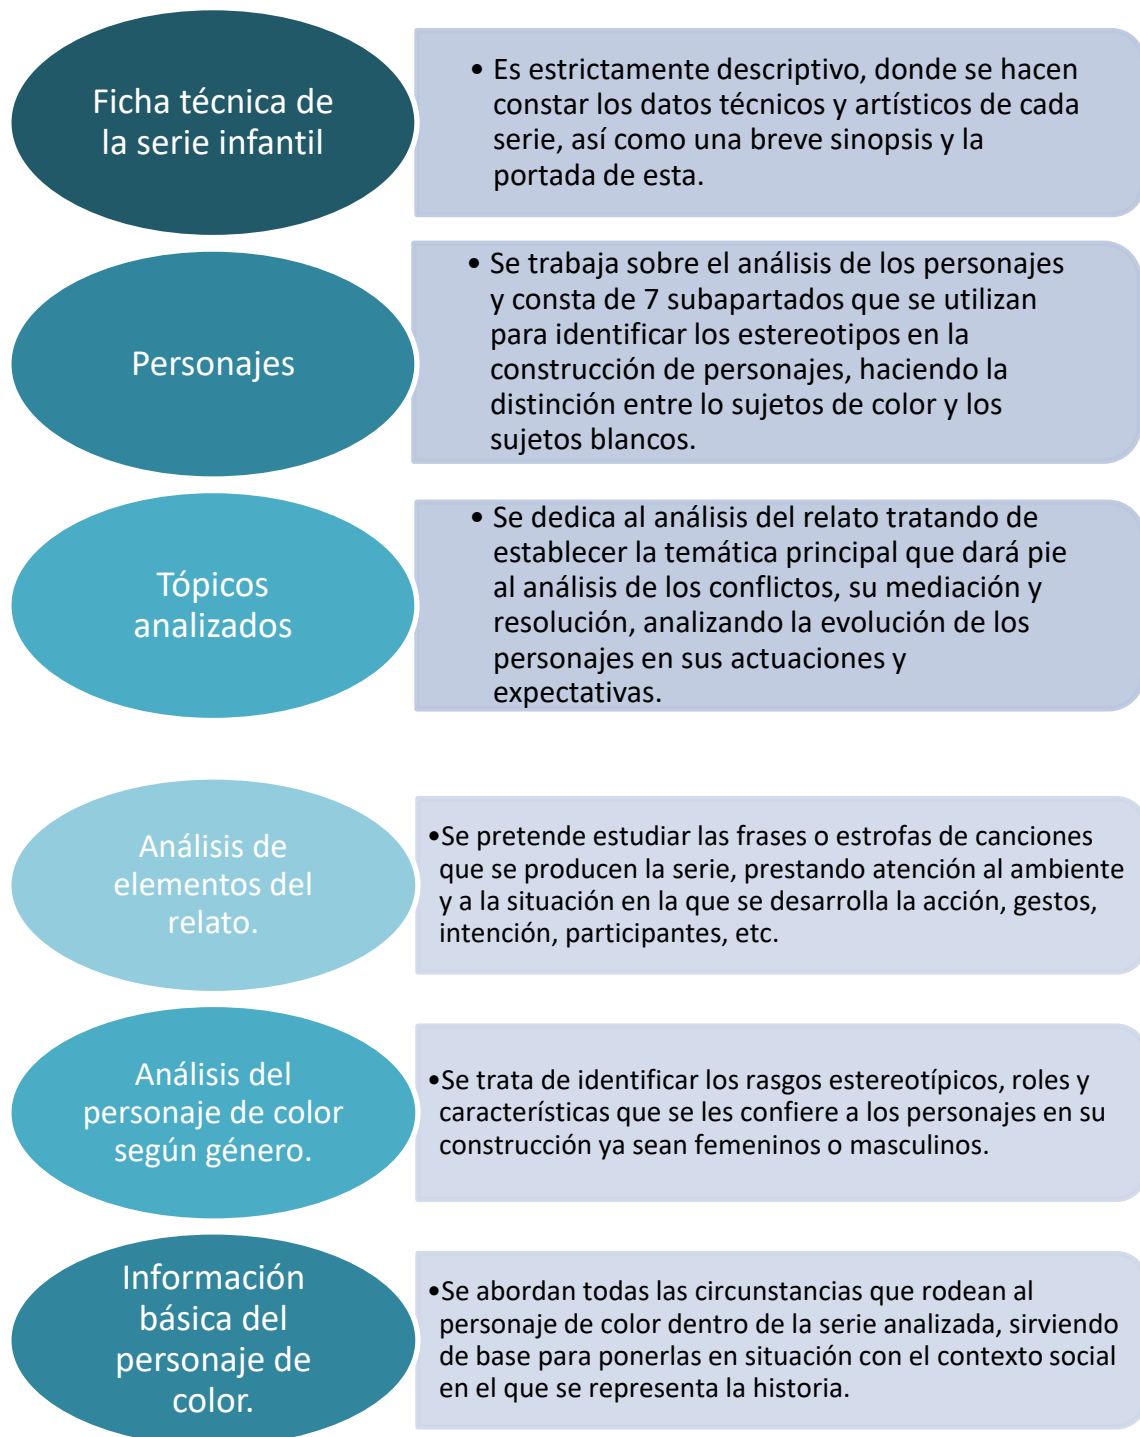 Ficha técnica de
la serie infantil
• Es estrictamente descriptivo, donde se hacen
constar los datos técnicos y artísticos de cada
serie, así como una breve sinopsis y la
portada de esta.
Personajes
• Se trabaja sobre el análisis de los personajes
y consta de 7 subapartados que se utilizan
para identificar los estereotipos en la
construcción de personajes, haciendo la
distinción entre lo sujetos de color y los
sujetos blancos.
Tópicos
analizados
• Se dedica al análisis del relato tratando de
establecer la temática principal que dará pie
al análisis de los conflictos, su mediación y
resolución, analizando la evolución de los
personajes en sus actuaciones y
expectativas.
Análisis de
elementos del
relato.
•Se pretende estudiar las frases o estrofas de canciones
que se producen la serie, prestando atención al ambiente
y a la situación en la que se desarrolla la acción, gestos,
intención, participantes, etc.
Análisis del
personaje de color
según género.
•Se trata de identificar los rasgos estereotípicos, roles y
características que se les confiere a los personajes en su
construcción ya sean femeninos o masculinos.
Información
básica del
personaje de
color.
•Se abordan todas las circunstancias que rodean al
personaje de color dentro de la serie analizada, sirviendo
de base para ponerlas en situación con el contexto social
en el que se representa la historia.